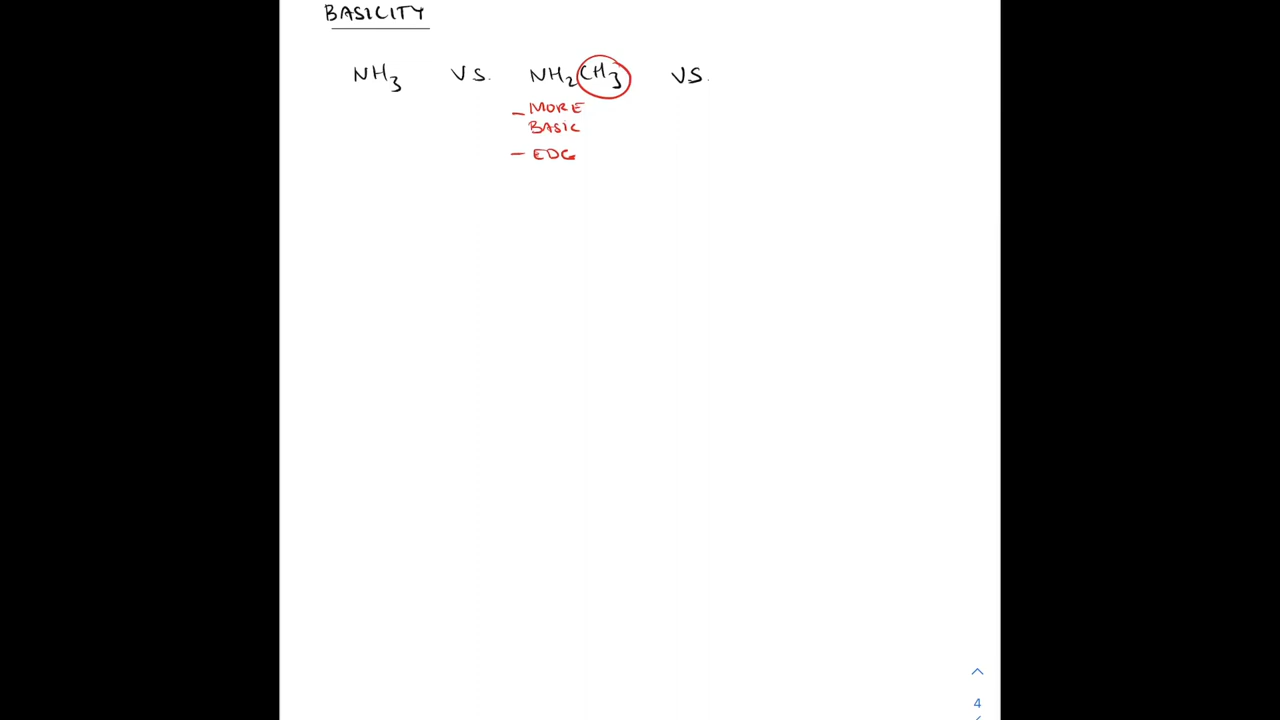 BASICITY
NH3 VS. NH2CH3 VS.
- MORE
BASIC
- EDG
4